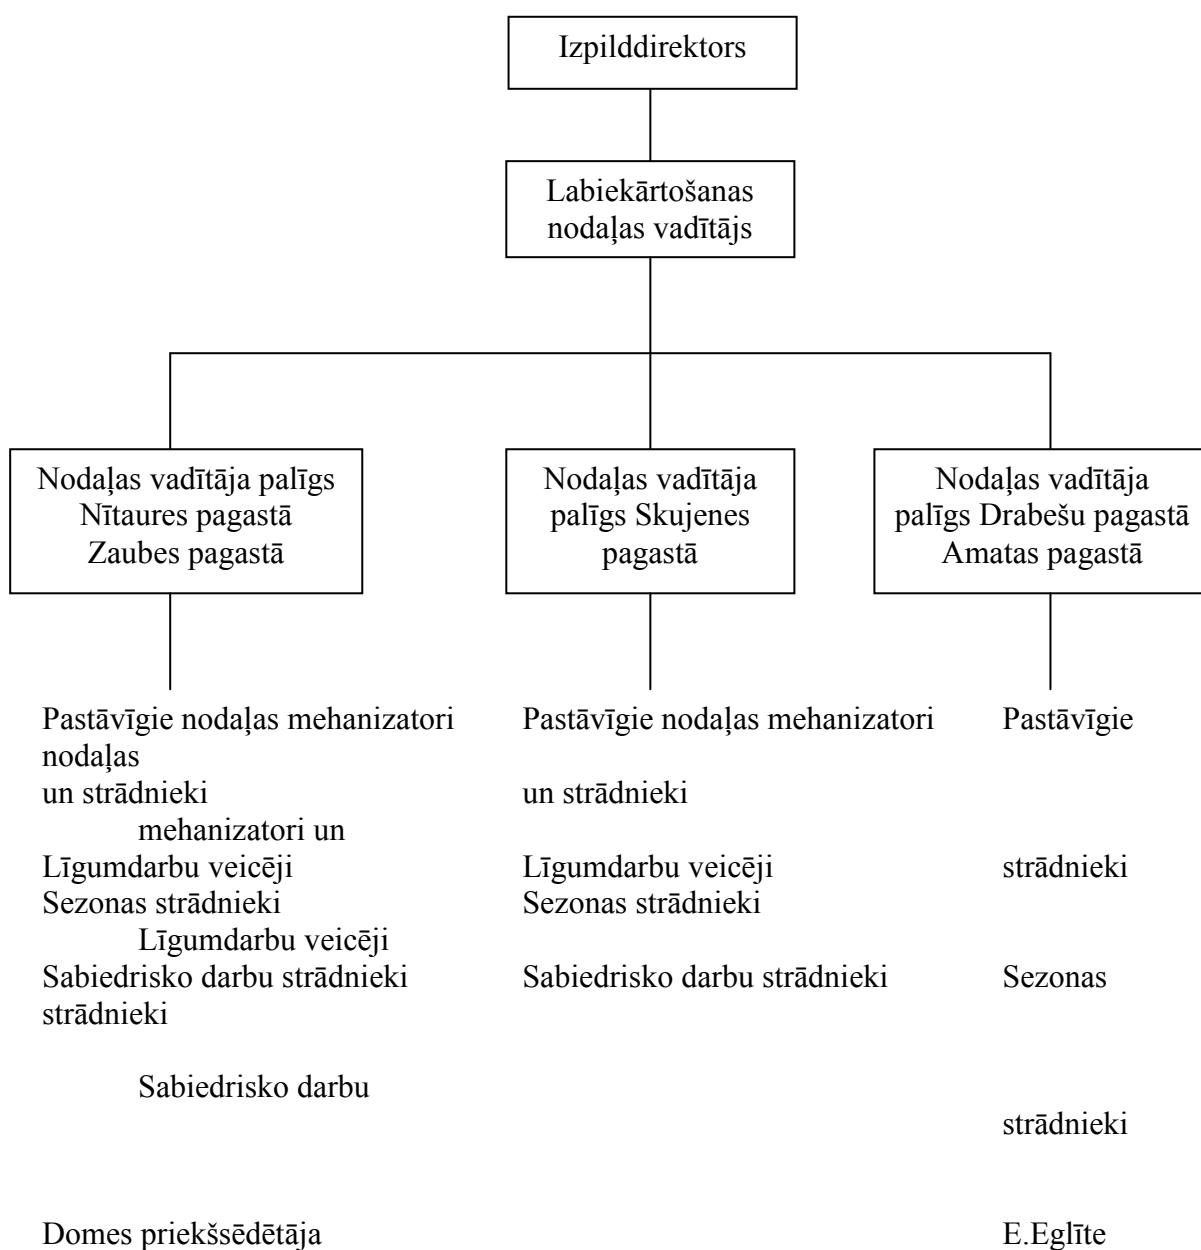 Izpilddirektors
Labiekārtošanas
nodaļas vadītājs
Nodaļas vadītāja palīgs
Nītaures pagastā
Zaubes pagastā
Nodaļas vadītāja
palīgs Skujenes
pagastā
Nodaļas vadītāja
palīgs Drabešu pagastā
Amatas pagastā
Pastāvīgie nodaļas mehanizatori Pastāvīgie nodaļas mehanizatori Pastāvīgie
nodaļas
un strādnieki un strādnieki
mehanizatori un
Līgumdarbu veicēji Līgumdarbu veicēji strādnieki
Sezonas strādnieki Sezonas strādnieki
Līgumdarbu veicēji
Sabiedrisko darbu strādnieki Sabiedrisko darbu strādnieki Sezonas
strādnieki
Sabiedrisko darbu
strādnieki
Domes priekšsēdētāja E.Eglīte